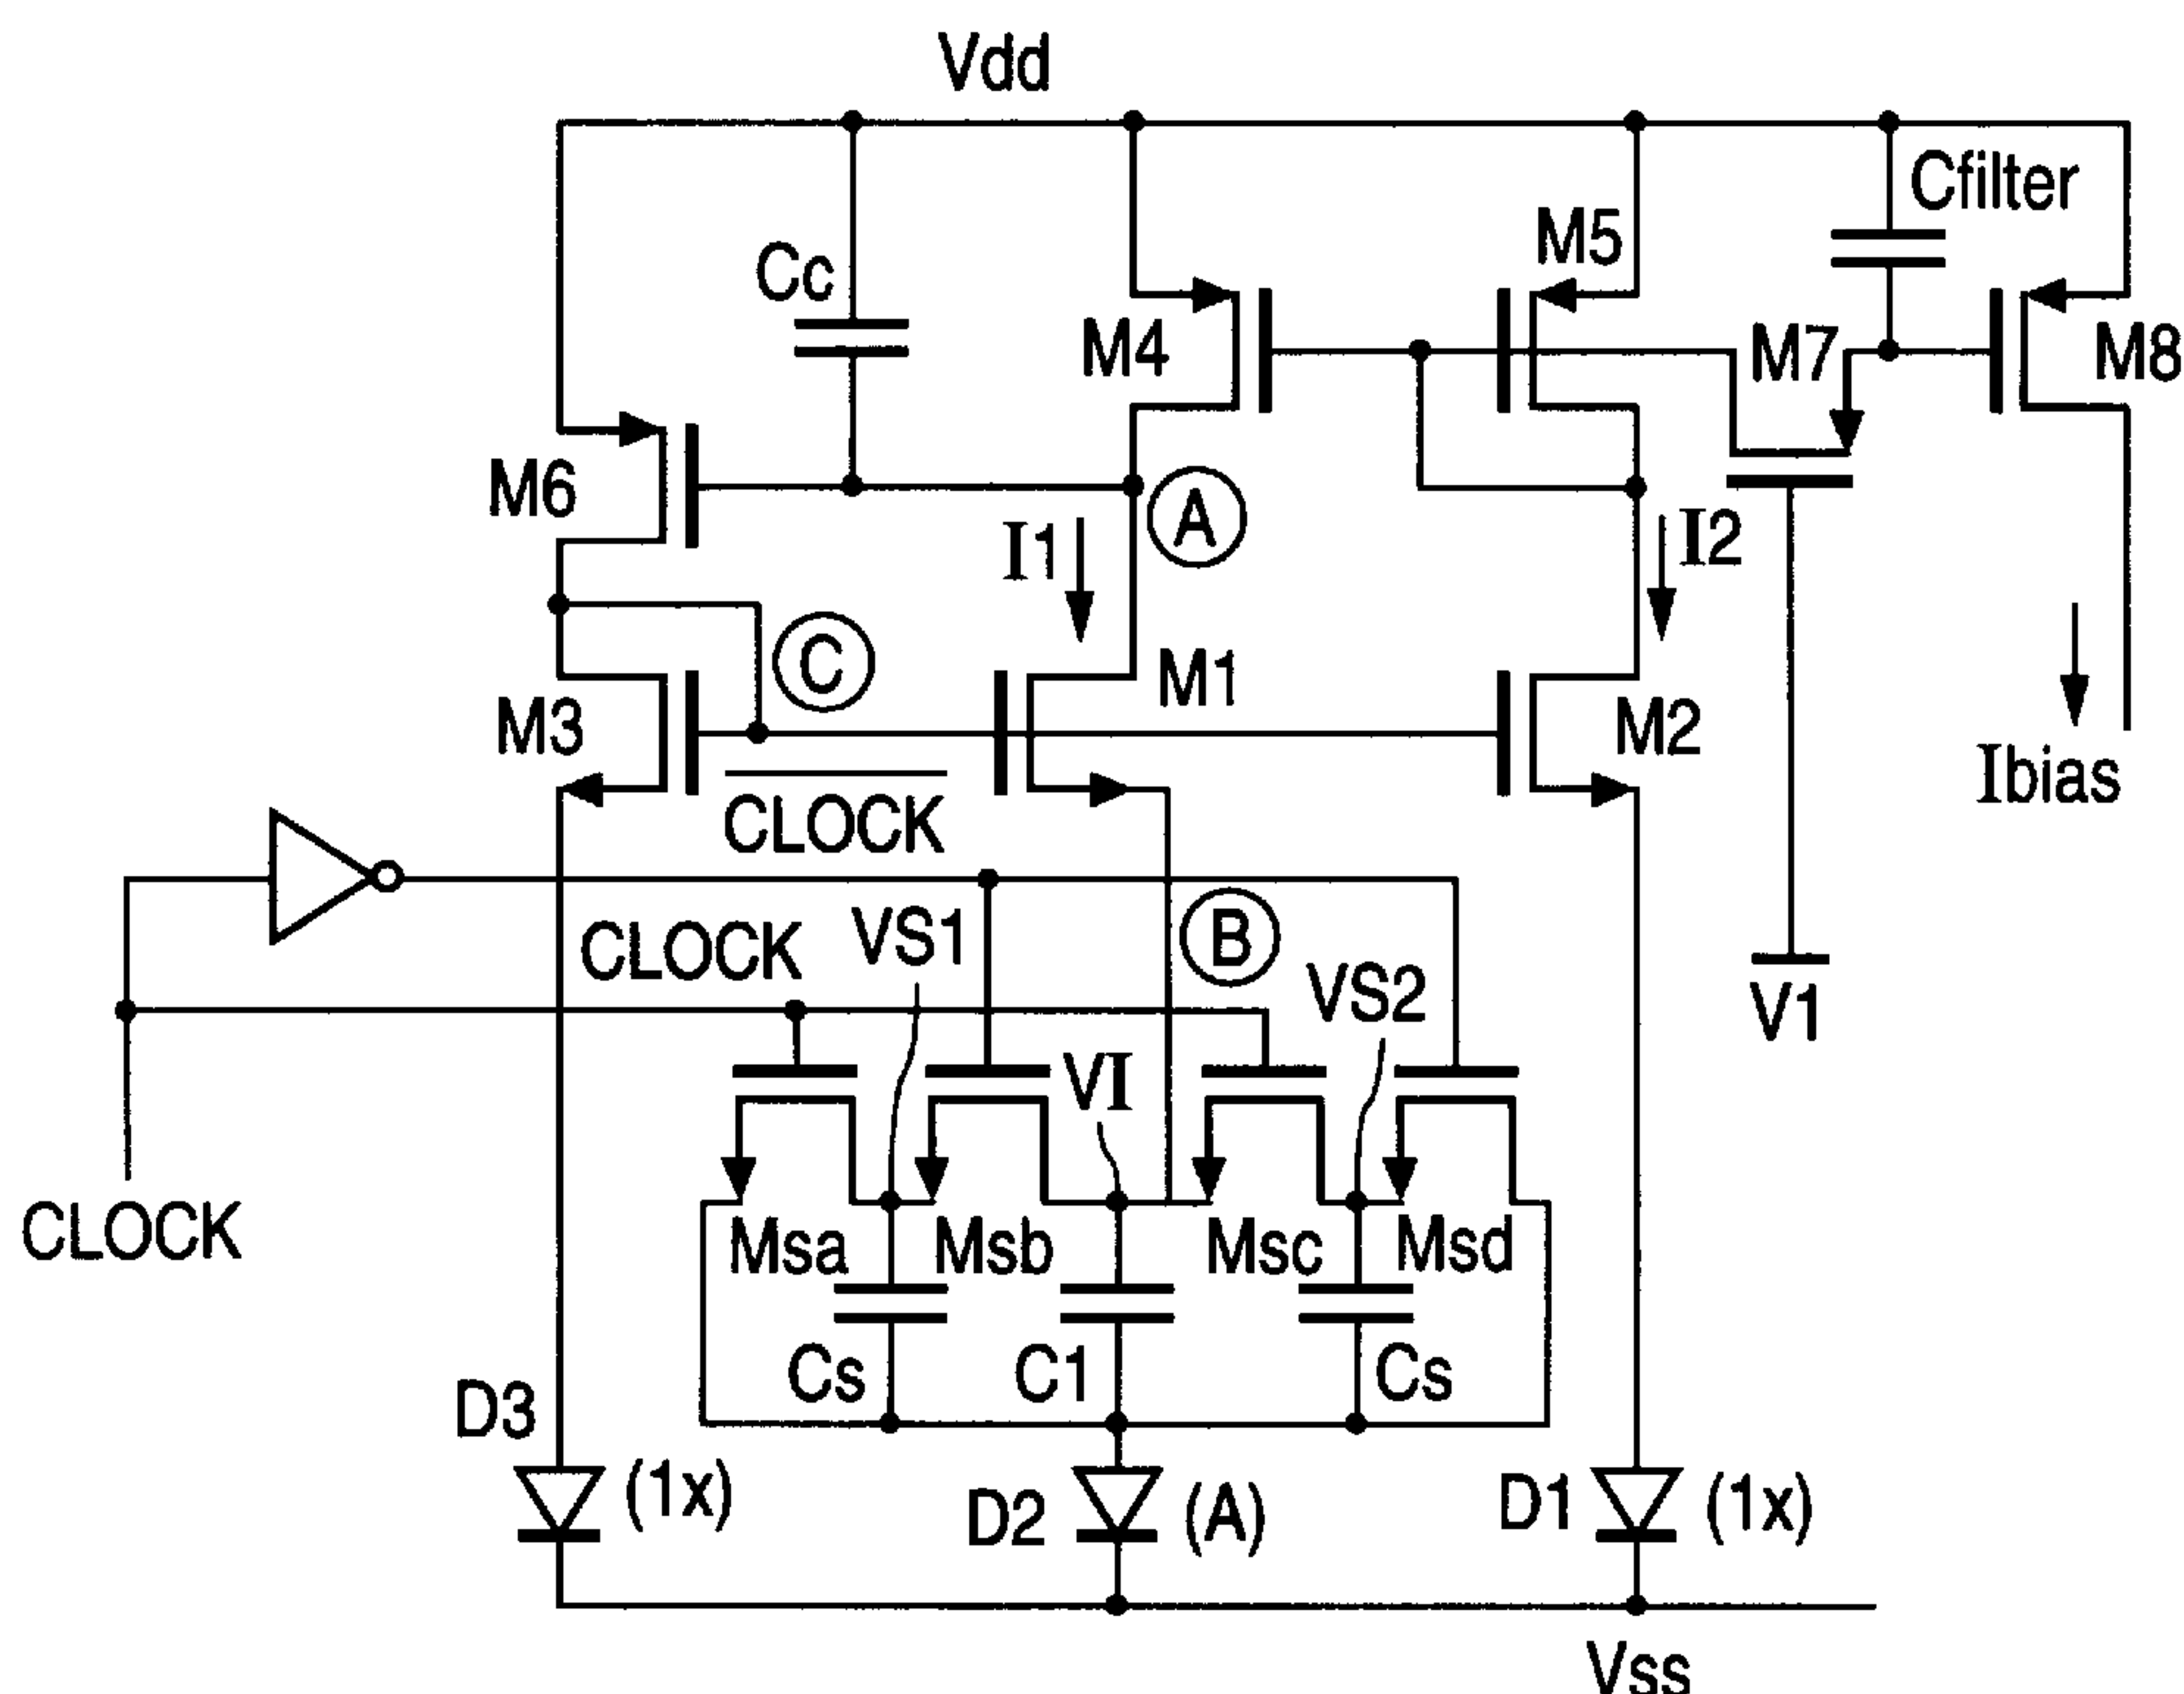 Vdd
Cfilter
M5
Cc
M4
M7
M8
M6
A
I1
I2
C
M1
M3
M2
Ibias
CLOCK
VS1
B
CLOCK
VS2
V1
VI
CLOCK
Msa
Msb
Msc
Msd
Cs
C1
Cs
D3
(1x)
D2
(A)
D1
(1x)
Vss